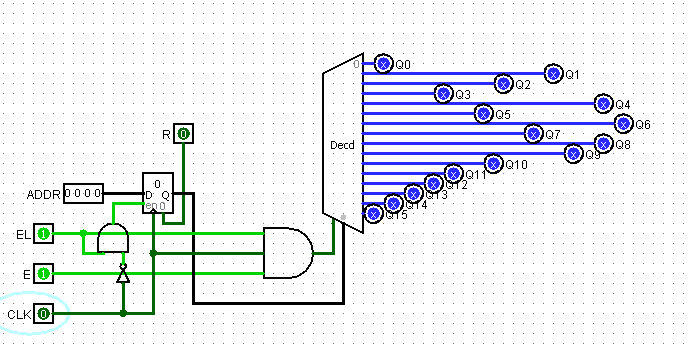 0
Q0
Q1
Q2
Q3
Q4
Q5
Q6
R 0
Q7
Decd
Q8
Q9
Q10
Q11
0
Q12
ADDR 0 0 0 0
D Q
Q13
en 0
Q14
Q15
EL 1
E 1
CLK 0